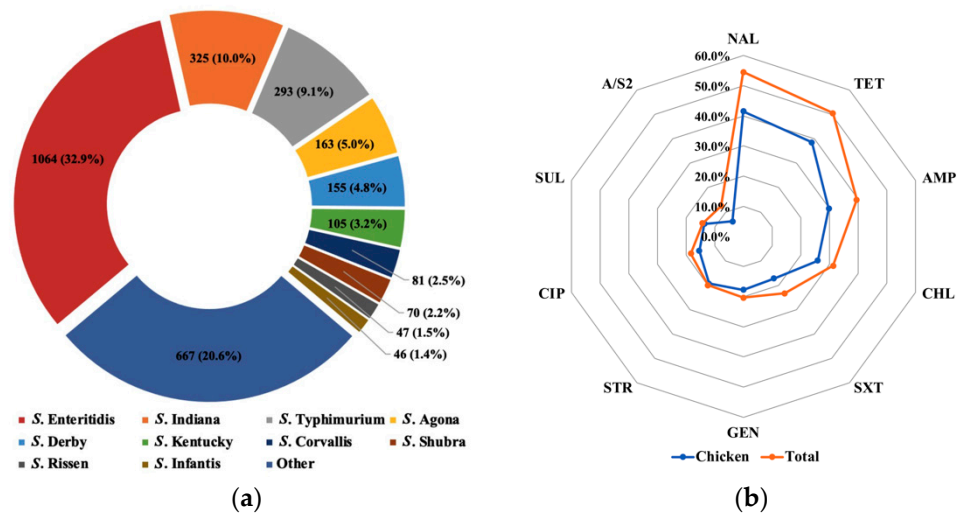 325 (10.0%)
293 (9.1%)
1064 (32.9%)
163 (5.0%)
155 (4.8%)
105 (3.2%)
81 (2.5%)
70 (2.2%)
47 (1.5%)
46 (1.4%)
667 (20.6%)
S. Enteritidis S. Indiana S. Typhimurium S. Agona
S. Derby S. Kentucky S. Corvallis S. Shubra
S. Rissen S. Infantis Other
(a)
NAL
60.0%
A/S2 TET
50.0%
40.0%
30.0%
SUL AMP
20.0%
10.0%
0.0%
CIP CHL
STR SXT
GEN
Chicken Total
(b)